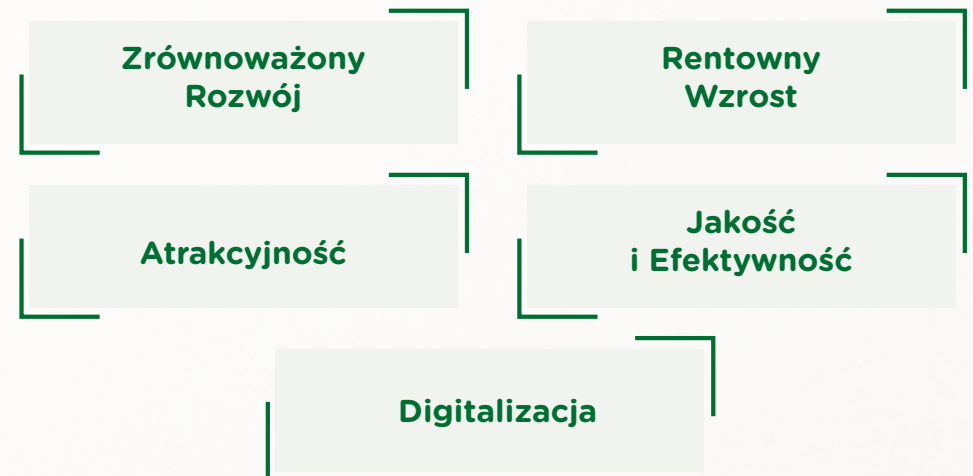 Zrównoważony
Rozwój
Rentowny
Wzrost
Atrakcyjność
Jakość
i Efektywność
Digitalizacja